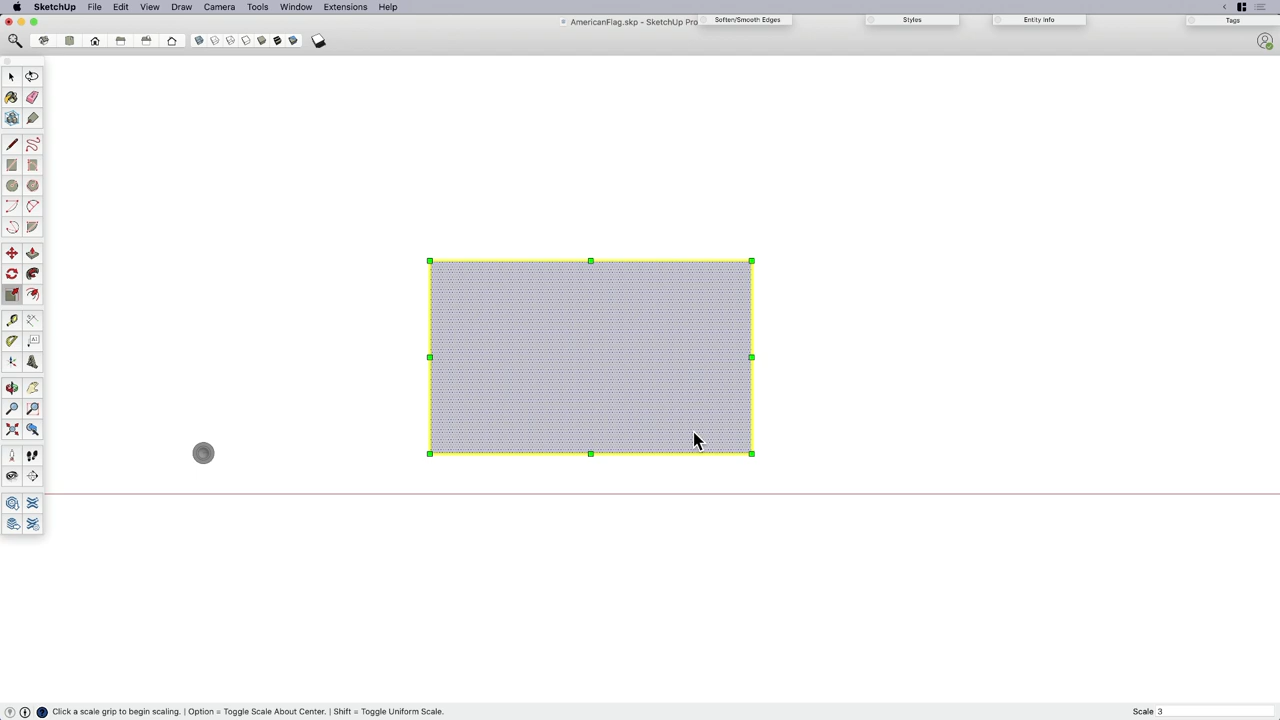 SketchUp File Edit View Draw Camera Tools Window Extensions Help
AmericanFlag.skp - SketchUp Pro
Soften/Smooth Edges
Styles
Entity Info
Tags
Click a scale grip to begin scaling. | Option = Toggle Scale About Center. | Shift = Toggle Uniform Scale.
Scale 3